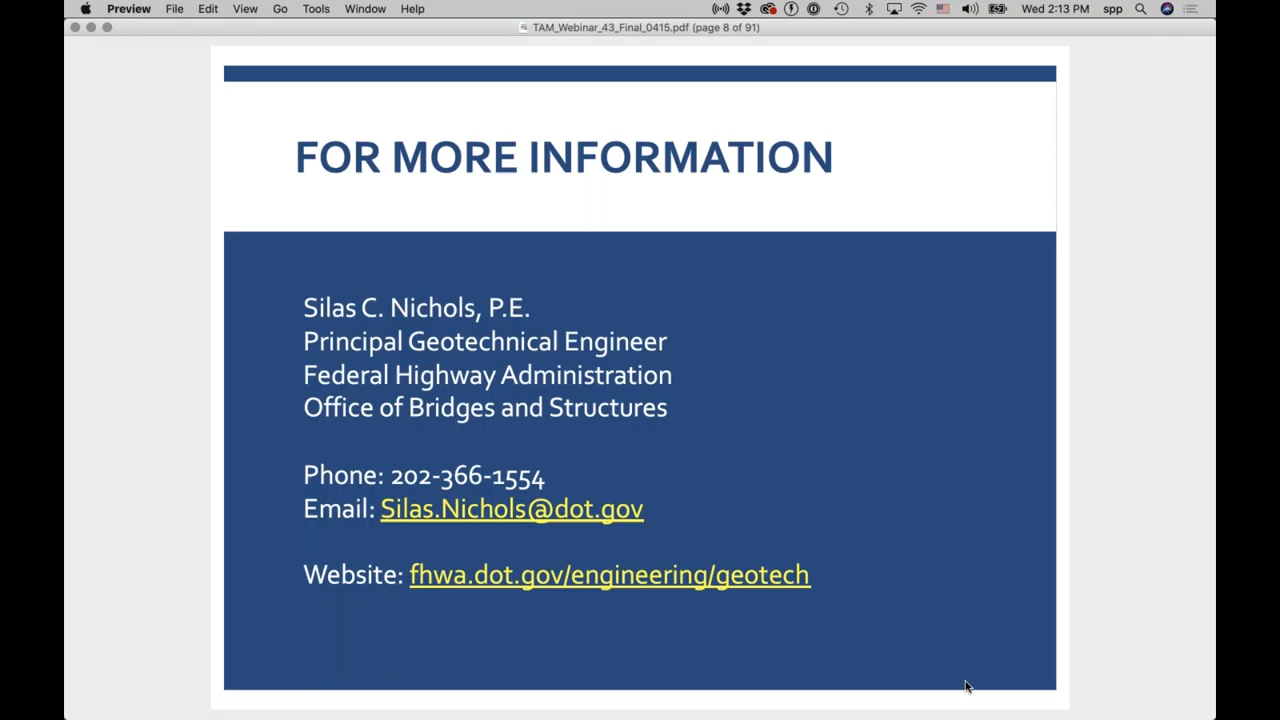 Preview File Edit View Go Tools Window Help Wed 2:13 PM spp
TAM_Webinar_43_Final_0415.pdf (page 8 of 91)
FOR MORE INFORMATION
Silas C. Nichols, P.E.
Principal Geotechnical Engineer
Federal Highway Administration
Office of Bridges and Structures
Phone: 202-366-1554
Email: Silas.Nichols@dot.gov
Website: fhwa.dot.gov/engineering/geotech